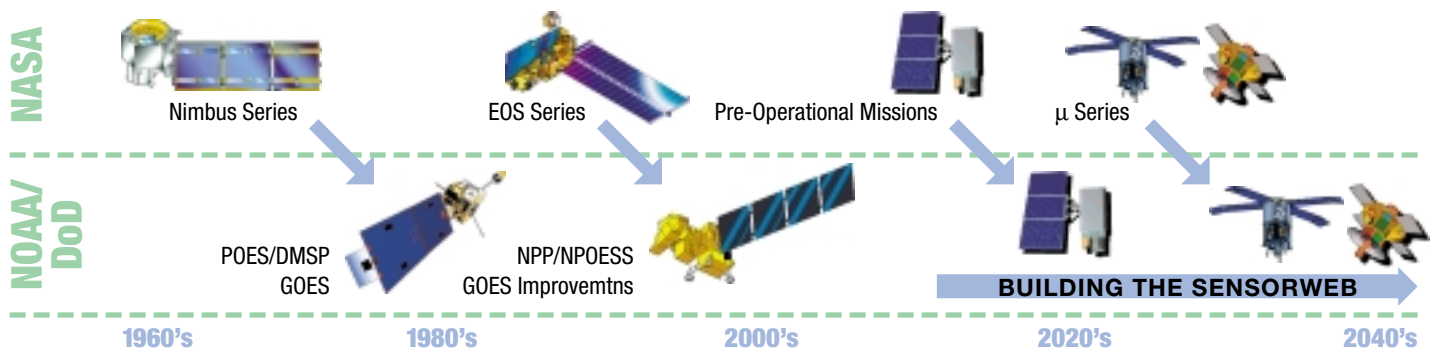 NASA
Nimbus Series
EOS Series
Pre-Operational Missions
μ Series
NOAA/
DoD
POES/DMSP
GOES
NPP/NPOESS
GOES Improvemtns
BUILDING THE SENSORWEB
1960's
1980's
2000's
2020's
2040's